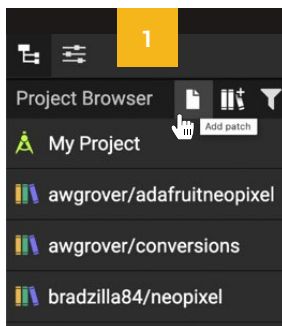 1
Project Browser
Add patch
My Project
awgrover/adafruitneopixel
awgrover/conversions
bradzilla84/neopixel